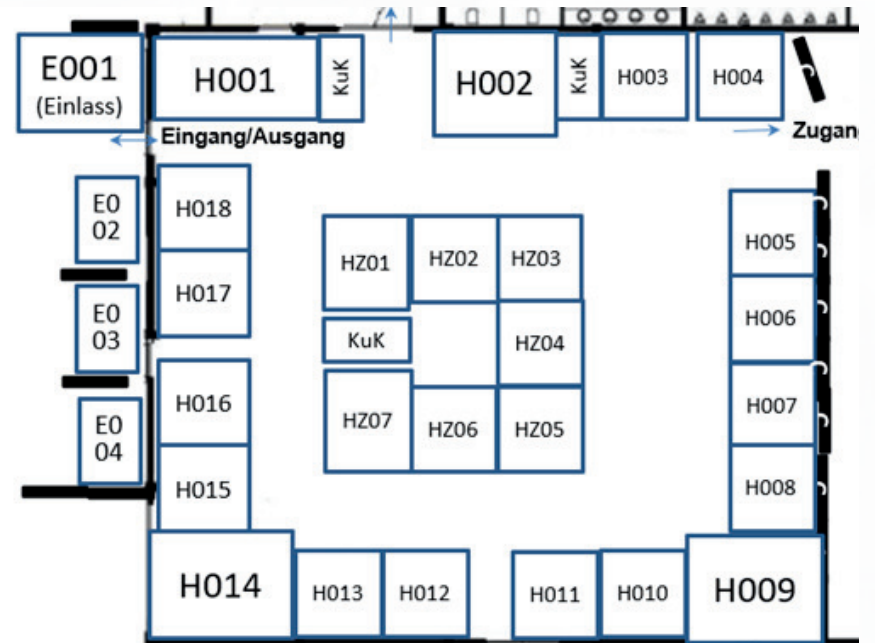 E001
(Einlass)
H001
KuK
H002
KuK
H003
H004
Eingang/Ausgang
Zugang
E0
02
H018
H005
HZ01
HZ02
HZ03
H017
E0
03
H006
KuK
HZ04
H016
H007
E0
04
HZ07
HZ06
HZ05
H015
H008
H014
H013
H012
H011
H010
H009